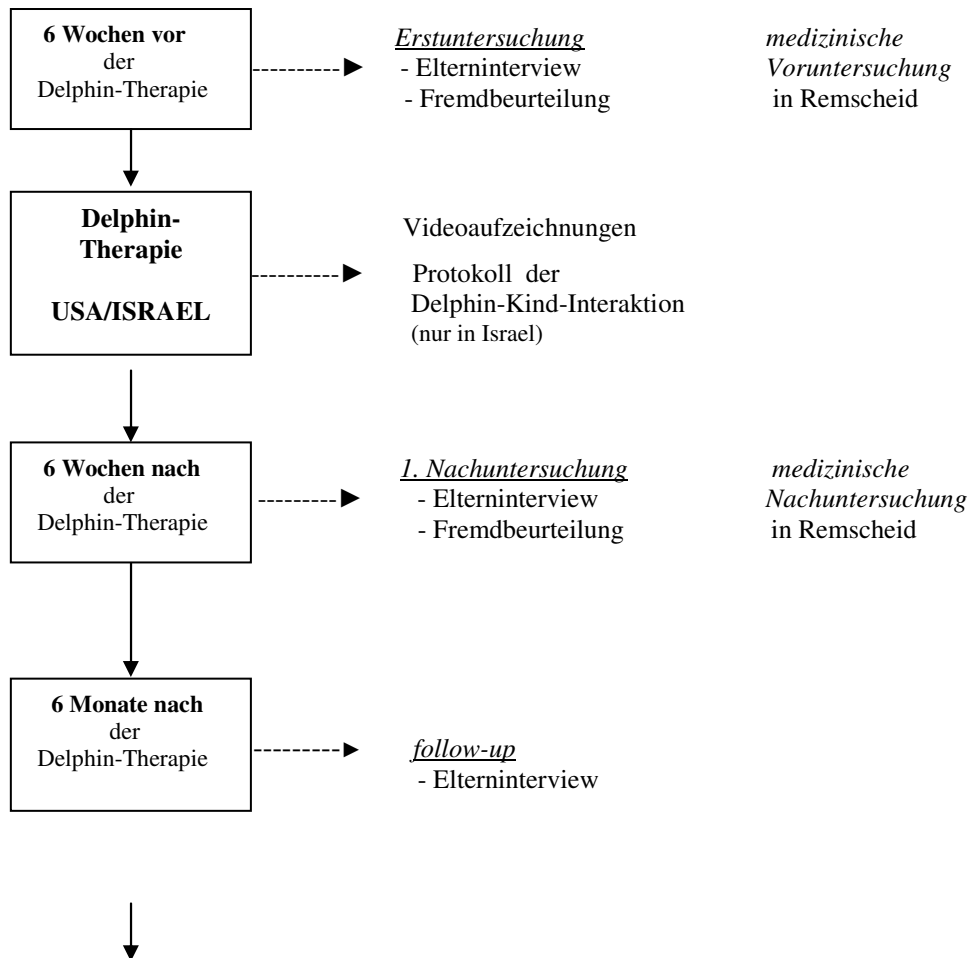 6 Wochen vor
der
Delphin-Therapie
Erstuntersuchung
- Elterninterview
- Fremdbeurteilung
medizinische
Voruntersuchung
in Remscheid
Delphin-
Therapie
USA/ISRAEL
Videoaufzeichnungen
Protokoll der
Delphin-Kind-Interaktion
(nur in Israel)
6 Wochen nach
der
Delphin-Therapie
1. Nachuntersuchung
- Elterninterview
- Fremdbeurteilung
medizinische
Nachuntersuchung
in Remscheid
6 Monate nach
der
Delphin-Therapie
follow-up
- Elterninterview